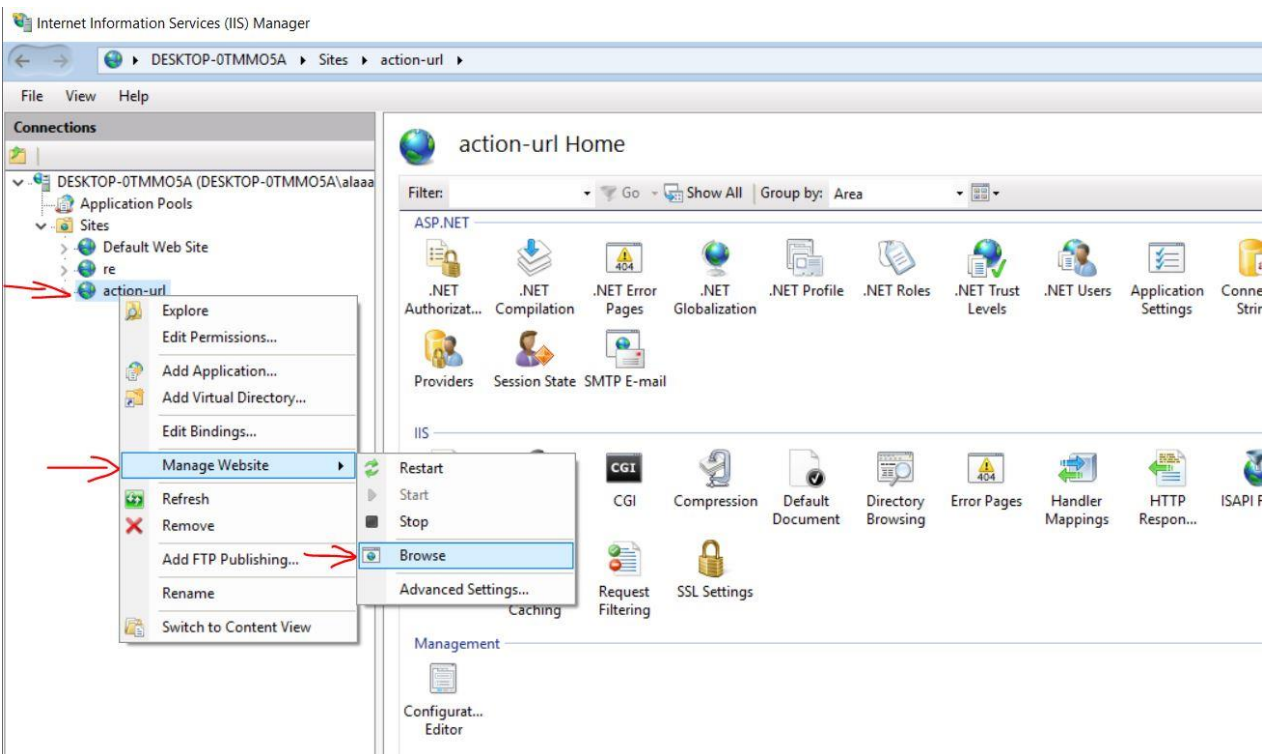 Internet Information Services (IIS) Manager
DESKTOP-0TMMO5A Sites action-url
File View Help
Connections
DESKTOP-0TMMO5A (DESKTOP-0TMMO5A\alaaa
Application Pools
Sites
Default Web Site
re
action-url
Explore
Edit Permissions...
Add Application...
Add Virtual Directory...
Edit Bindings...
Manage Website
Refresh
Remove
Add FTP Publishing...
Rename
Switch to Content View
Restart
Start
Stop
Browse
Advanced Settings...
action-url Home
Filter: Go Show All Group by: Area
ASP.NET
.NET Authorizat...
.NET Compilation
404
.NET Error Pages
.NET Globalization
.NET Profile
.NET Roles
.NET Trust Levels
.NET Users
Application Settings
Conne
Strin
Providers
Session State
SMTP E-mail
IIS
CGI
CGI
Compression
Default Document
Directory Browsing
404
Error Pages
Handler Mappings
HTTP Respon...
ISAPI F
Caching
Request Filtering
SSL Settings
Management
Configurat... Editor